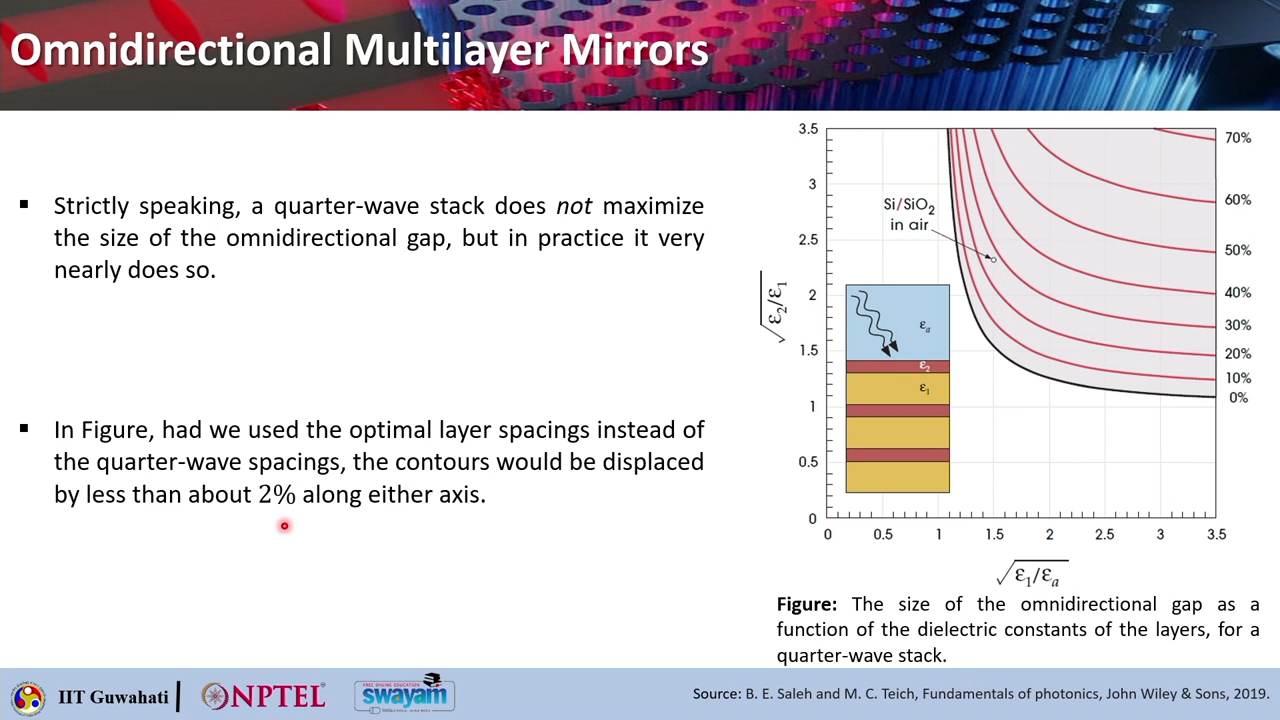 Omnidirectional Multilayer Mirrors
▪ Strictly speaking, a quarter-wave stack does not maximize
the size of the omnidirectional gap, but in practice it very
nearly does so.
▪ In Figure, had we used the optimal layer spacings instead of
the quarter-wave spacings, the contours would be displaced
by less than about 2% along either axis.
3.5
3
2.5
2
1.5
1
0.5
0
√ε₂/ε₁
Si/SiO₂
in air
εₐ
ε₂
ε₁
70%
60%
50%
40%
30%
20%
10%
0%
0 0.5 1 1.5 2 2.5 3 3.5
√ε₁/εₐ
Figure: The size of the omnidirectional gap as a
function of the dielectric constants of the layers, for a
quarter-wave stack.
IIT Guwahati
NPTEL
FREE ONLINE EDUCATION
swayam
Source: B. E. Saleh and M. C. Teich, Fundamentals of photonics, John Wiley & Sons, 2019.